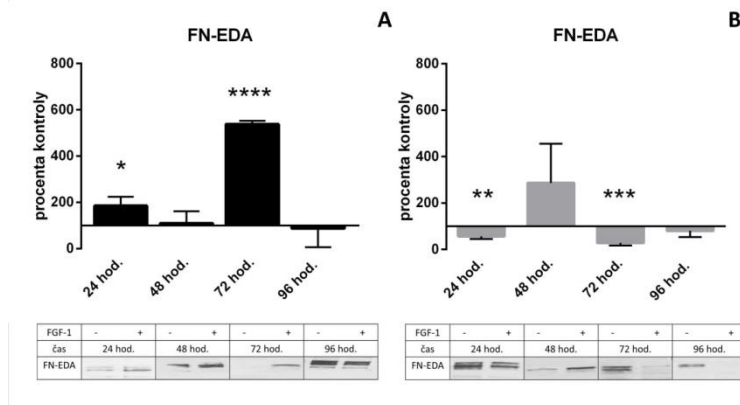 A
FN-EDA
procenta kontroly
800
600
400
200
0
*
****
24 hod.
48 hod.
72 hod.
96 hod.
FGF-1 - + - + - + - +
čas 24 hod. 48 hod. 72 hod. 96 hod.
FN-EDA
B
FN-EDA
procenta kontroly
800
600
400
200
0
**
***
24 hod.
48 hod.
72 hod.
96 hod.
FGF-1 - + - + - + - +
čas 24 hod. 48 hod. 72 hod. 96 hod.
FN-EDA